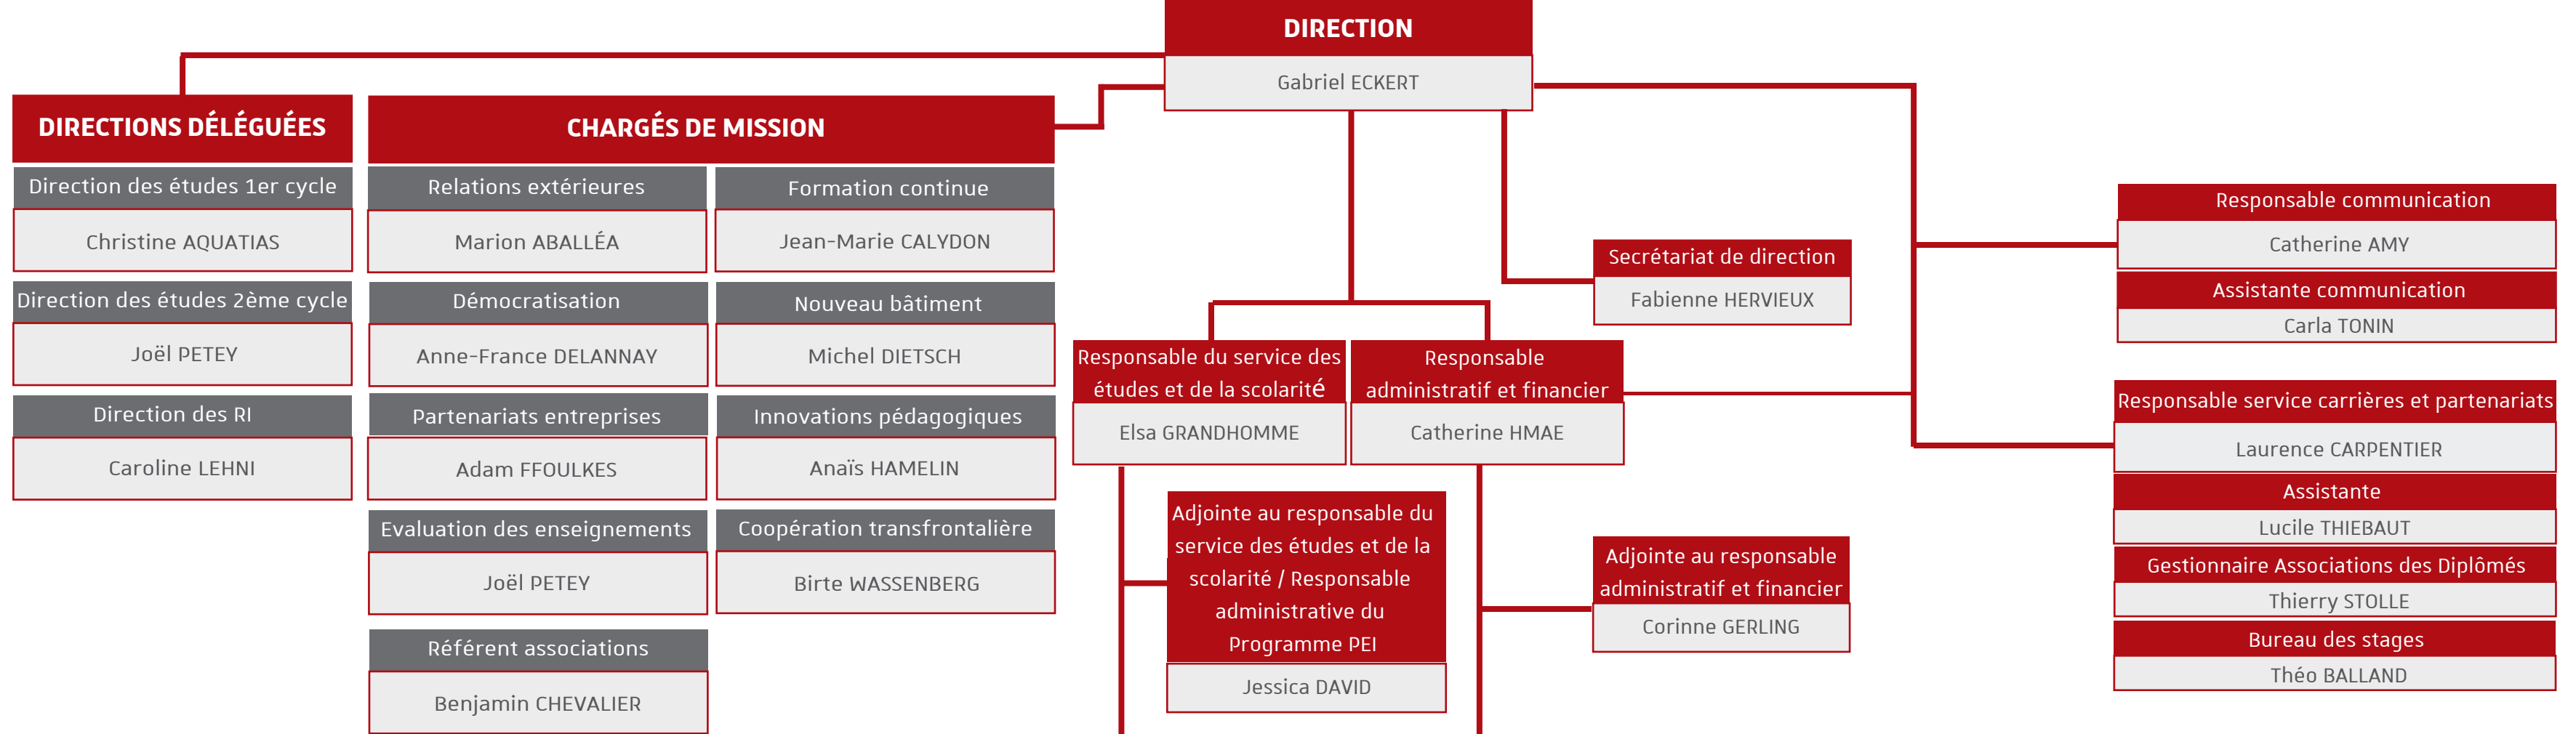 DIRECTION
Gabriel ECKERT
DIRECTIONS DÉLÉGUÉES
Direction des études 1er cycle
Christine AQUATIAS
Direction des études 2ème cycle
Joël PETEY
Direction des RI
Caroline LEHNI
CHARGÉS DE MISSION
Relations extérieures
Marion ABALLÉA
Démocratisation
Anne-France DELANNAY
Partenariats entreprises
Adam FFOULKES
Evaluation des enseignements
Joël PETEY
Référent associations
Benjamin CHEVALIER
Formation continue
Jean-Marie CALYDON
Nouveau bâtiment
Michel DIETSCH
Innovations pédagogiques
Anaïs HAMELIN
Coopération transfrontalière
Birte WASSENBERG
Responsable du service des
études et de la scolarité
Elsa GRANDHOMME
Adjointe au responsable du
service des études et de la
scolarité / Responsable
administrative du
Programme PEI
Jessica DAVID
Responsable
administratif et financier
Catherine HMAE
Secrétariat de direction
Fabienne HERVIEUX
Adjointe au responsable
administratif et financier
Corinne GERLING
Responsable communication
Catherine AMY
Assistante communication
Carla TONIN
Responsable service carrières et partenariats
Laurence CARPENTIER
Assistante
Lucile THIEBAUT
Gestionnaire Associations des Diplômés
Thierry STOLLE
Bureau des stages
Théo BALLAND